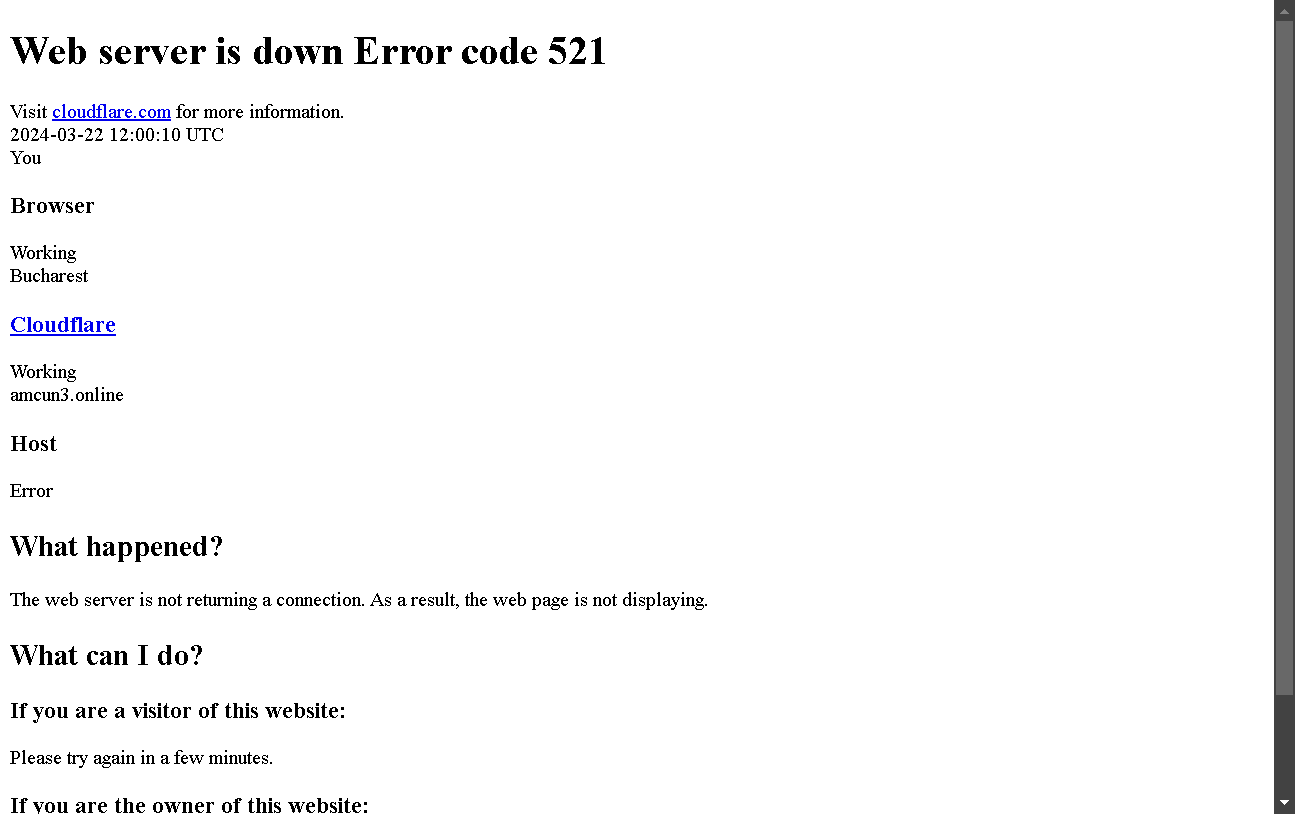 Web server is down Error code 521
Visit cloudflare.com for more information.
2024-03-22 12:00:10 UTC
You
Browser
Working
Bucharest
Cloudflare
Working
amcun3.online
Host
Error
What happened?
The web server is not returning a connection. As a result, the web page is not displaying.
What can I do?
If you are a visitor of this website:
Please try again in a few minutes.
If you are the owner of this website: